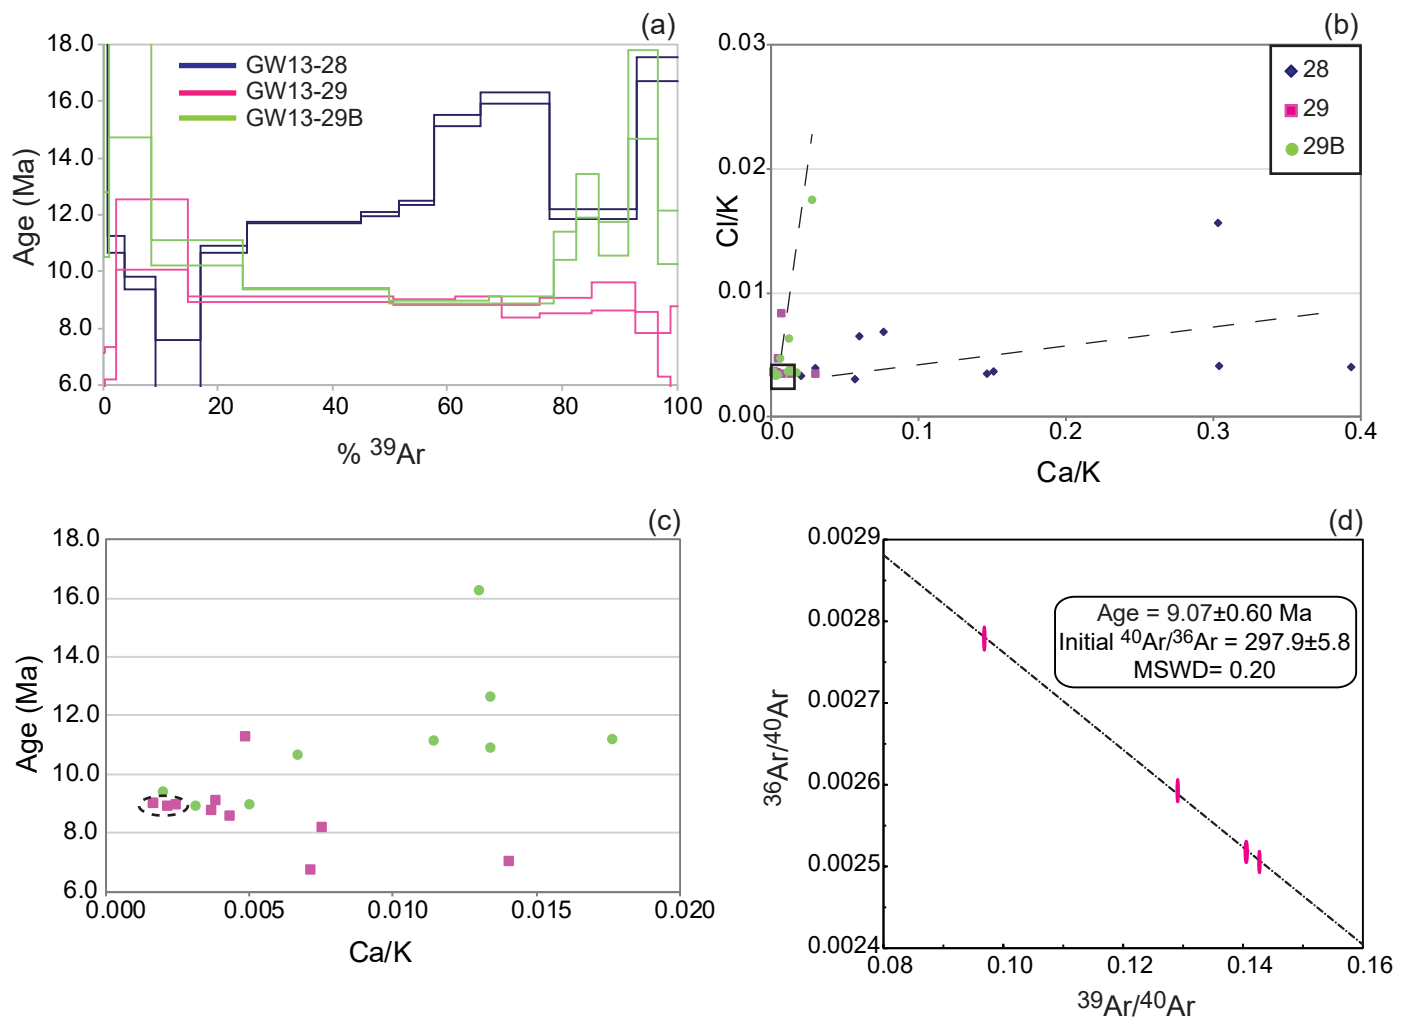 (a)
18.0
16.0
14.0
12.0
10.0
8.0
6.0
Age (Ma)
GW13-28
GW13-29
GW13-29B
0 20 40 60 80 100
% 39Ar
(b)
0.03
0.02
0.01
0.00
Cl/K
28
29
29B
0.0 0.1 0.2 0.3 0.4
Ca/K
(c)
18.0
16.0
14.0
12.0
10.0
8.0
6.0
Age (Ma)
0.000 0.005 0.010 0.015 0.020
Ca/K
(d)
0.0029
0.0028
0.0027
0.0026
0.0025
0.0024
36Ar/40Ar
Age = 9.07±0.60 Ma
Initial 40Ar/36Ar = 297.9±5.8
MSWD= 0.20
0.08 0.10 0.12 0.14 0.16
39Ar/40Ar